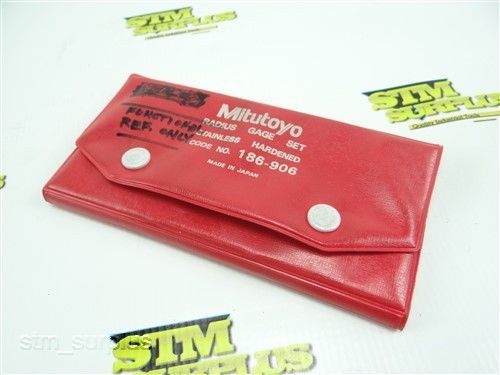 STM
SURPLUS
STM
SURPLUS
Quality Industrial Tools
FUNCTIONAL
REF. ONLY
Mitutoyo
RADIUS GAGE SET
STAINLESS HARDENED
CODE NO. 186-906
MADE IN JAPAN
stm_surplus
STM
SURPLUS